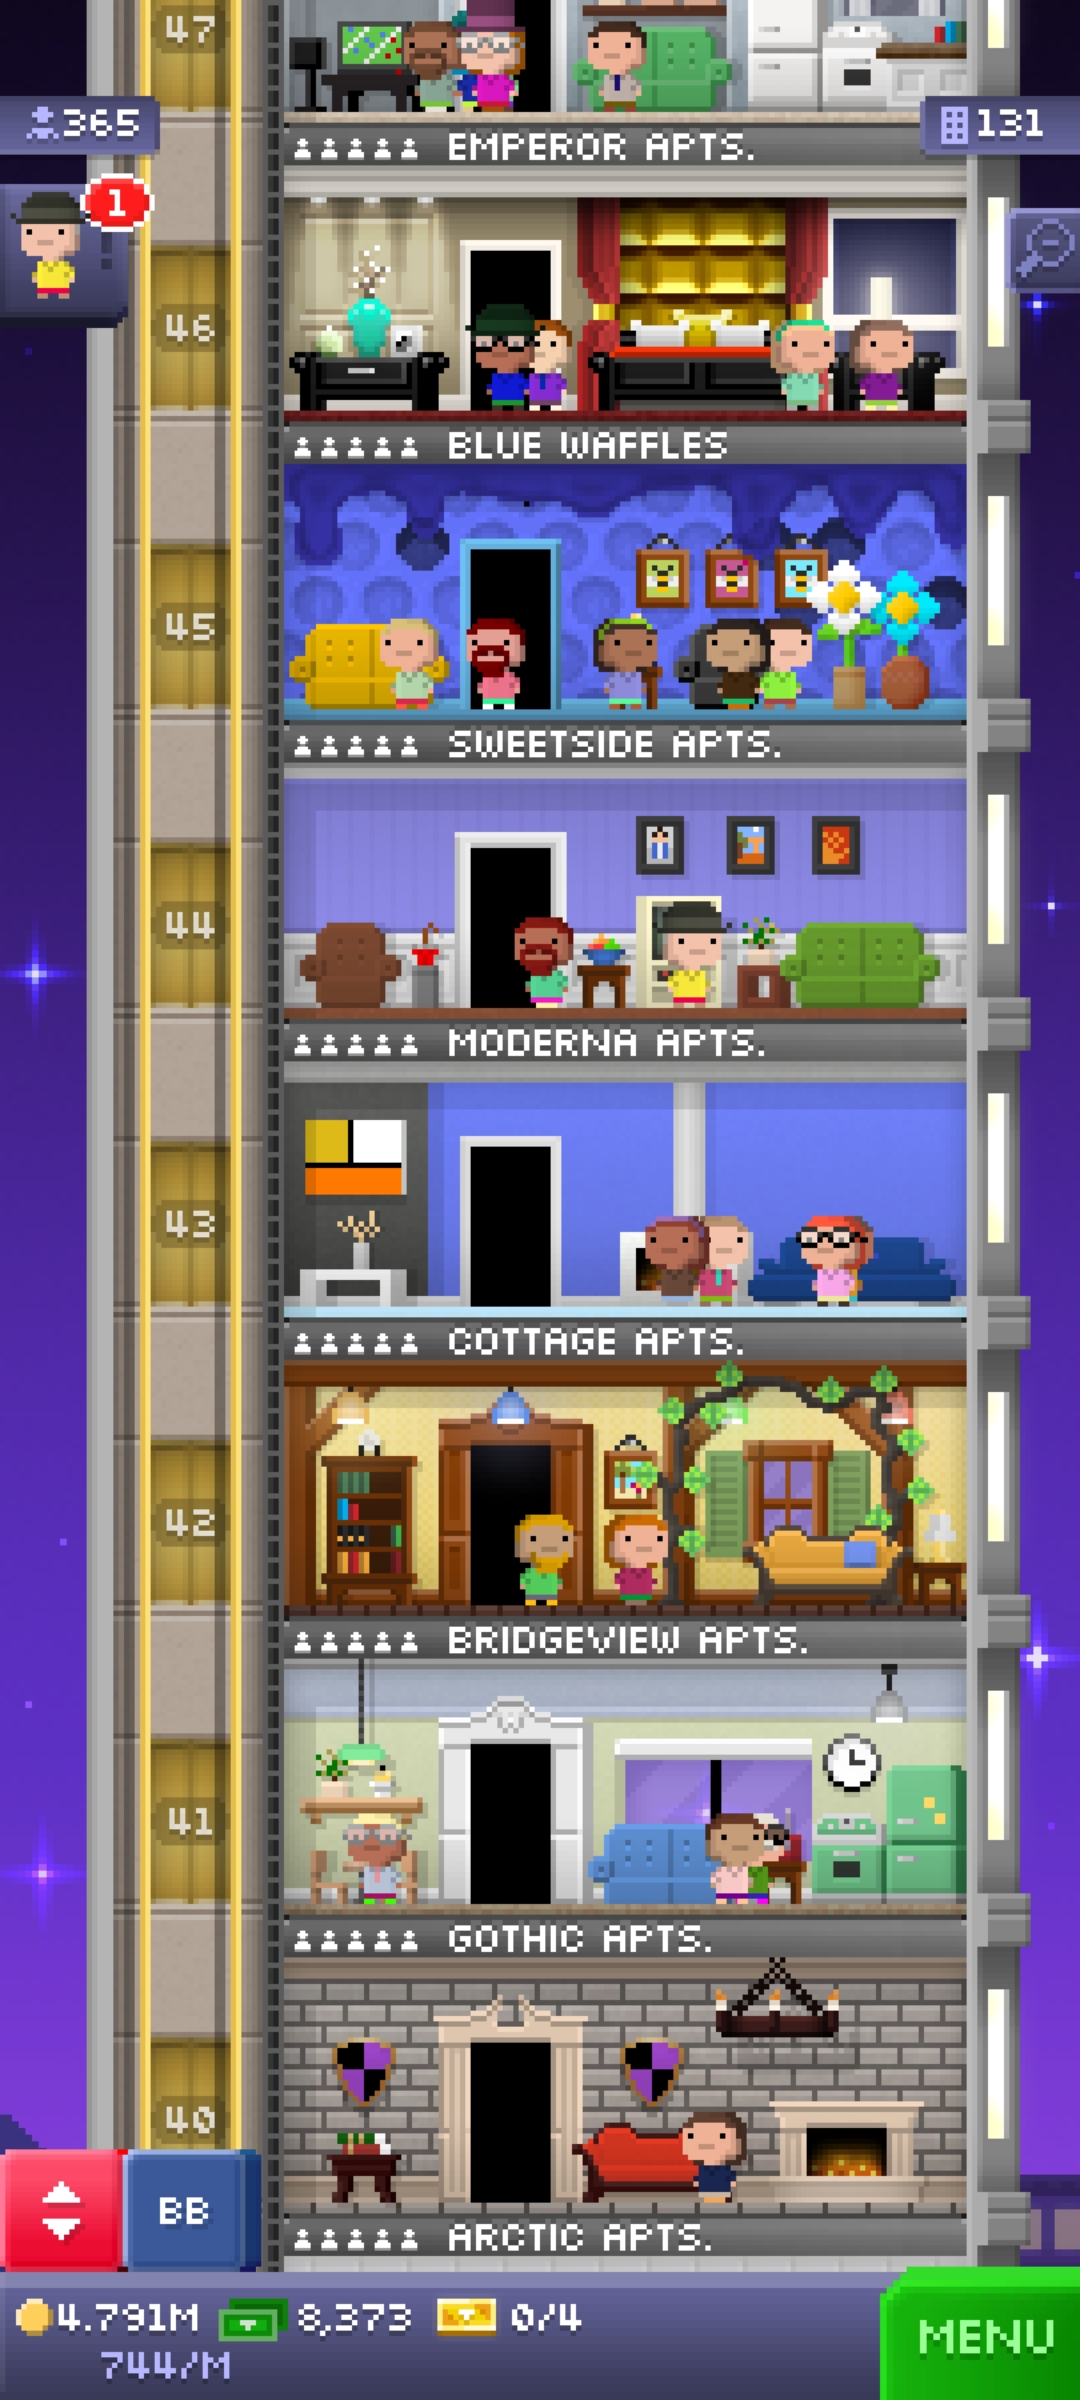 47
365
131
EMPEROR APTS.
1
46
BLUE WAFFLES
45
SWEETSIDE APTS.
44
MODERNA APTS.
43
COTTAGE APTS.
42
BRIDGEVIEW APTS.
41
GOTHIC APTS.
40
BB
ARCTIC APTS.
4.791M 8,373 0/4
744/M
MENU